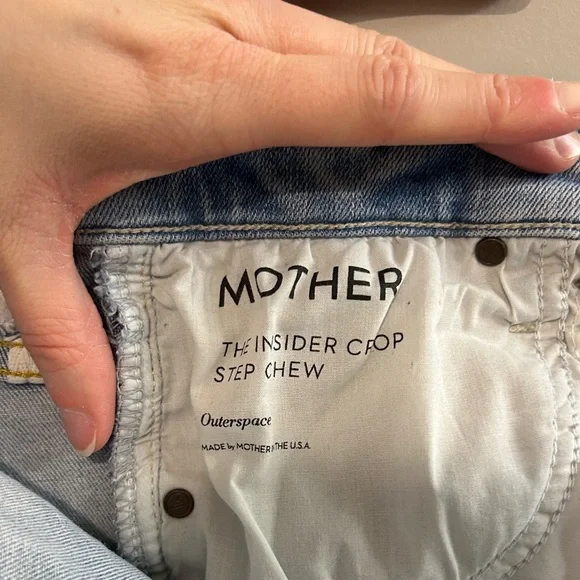 MOTHER
THE INSIDER CROP
STEP CHEW
Outerspace
MADE by MOTHER IN THE U.S.A.